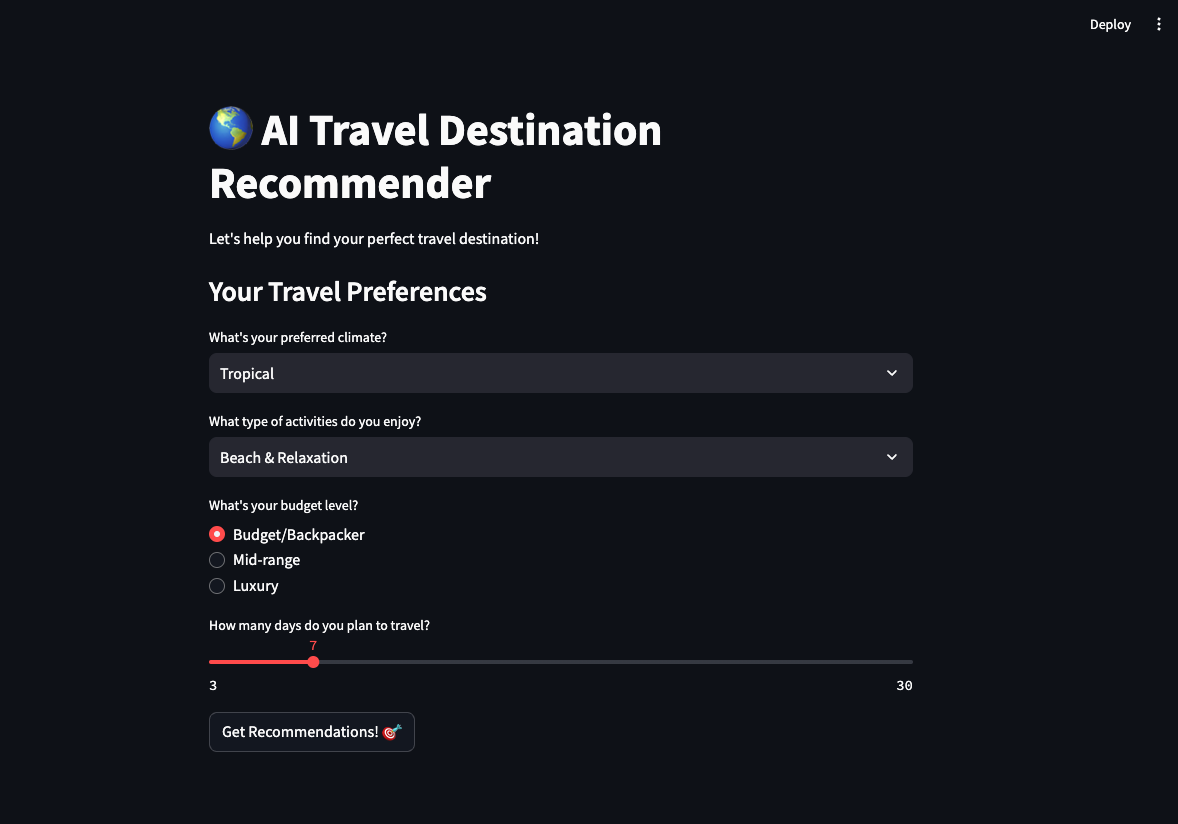 Deploy
AI Travel Destination
Recommender
Let's help you find your perfect travel destination!
Your Travel Preferences
What's your preferred climate?
Tropical
What type of activities do you enjoy?
Beach & Relaxation
What's your budget level?
Budget/Backpacker
Mid-range
Luxury
How many days do you plan to travel?
7
3 30
Get Recommendations!